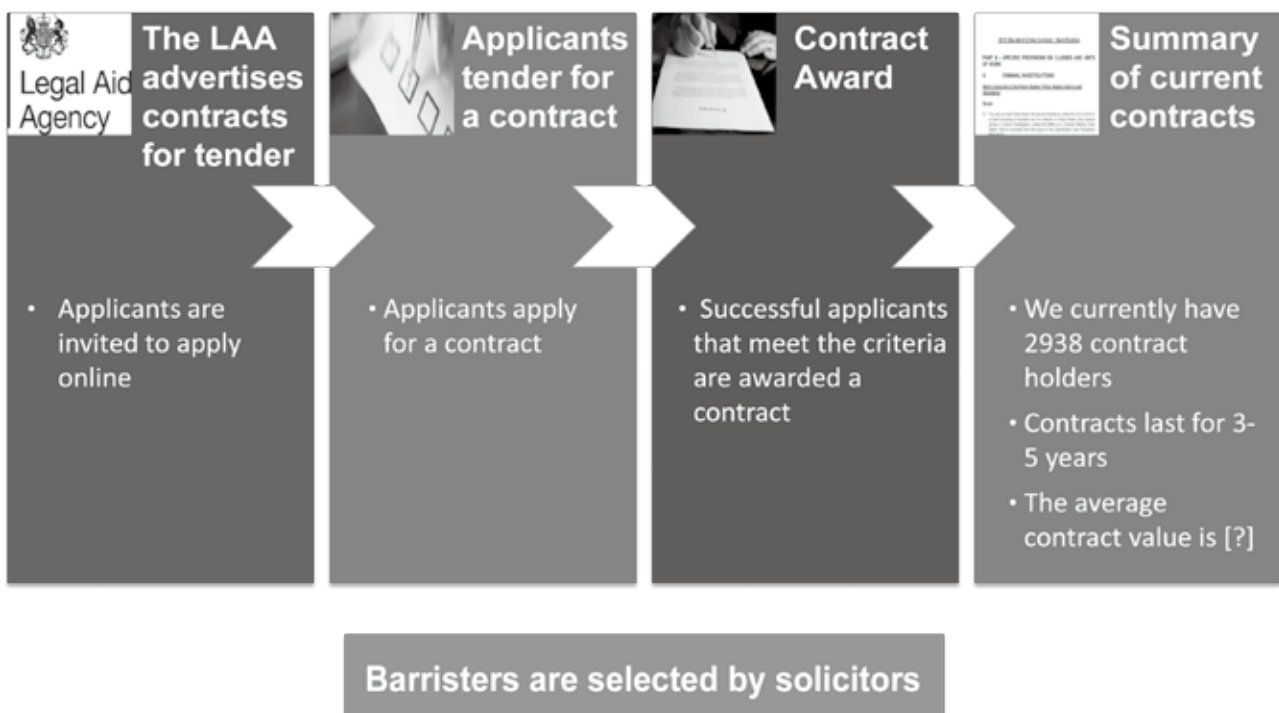 Legal Aid
Agency
The LAA
advertises
contracts
for tender
• Applicants are
invited to apply
online
Applicants
tender for
a contract
• Applicants apply
for a contract
Contract
Award
• Successful applicants
that meet the criteria
are awarded a
contract
Summary
of current
contracts
• We currently have
2938 contract
holders
• Contracts last for 3-
5 years
• The average
contract value is [?]
Barristers are selected by solicitors